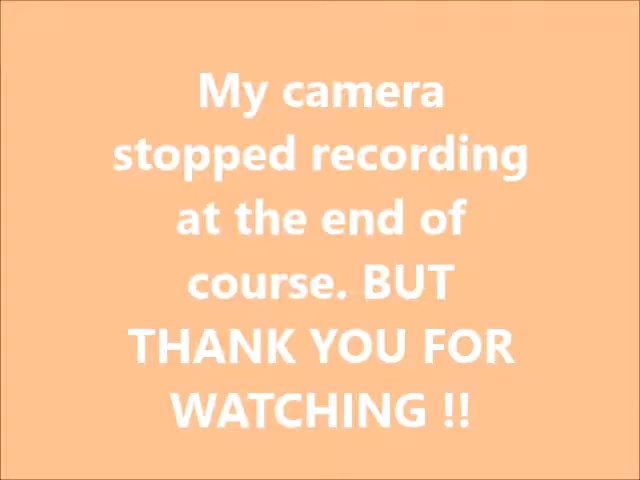 My camera
stopped recording
at the end of
course. BUT
THANK YOU FOR
WATCHING !!